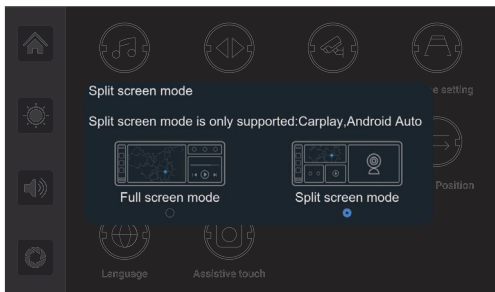 Split screen mode
Split screen mode is only supported:Carplay,Android Auto
e setting
Full screen mode
Split screen mode
Position
Language
Assistive touch